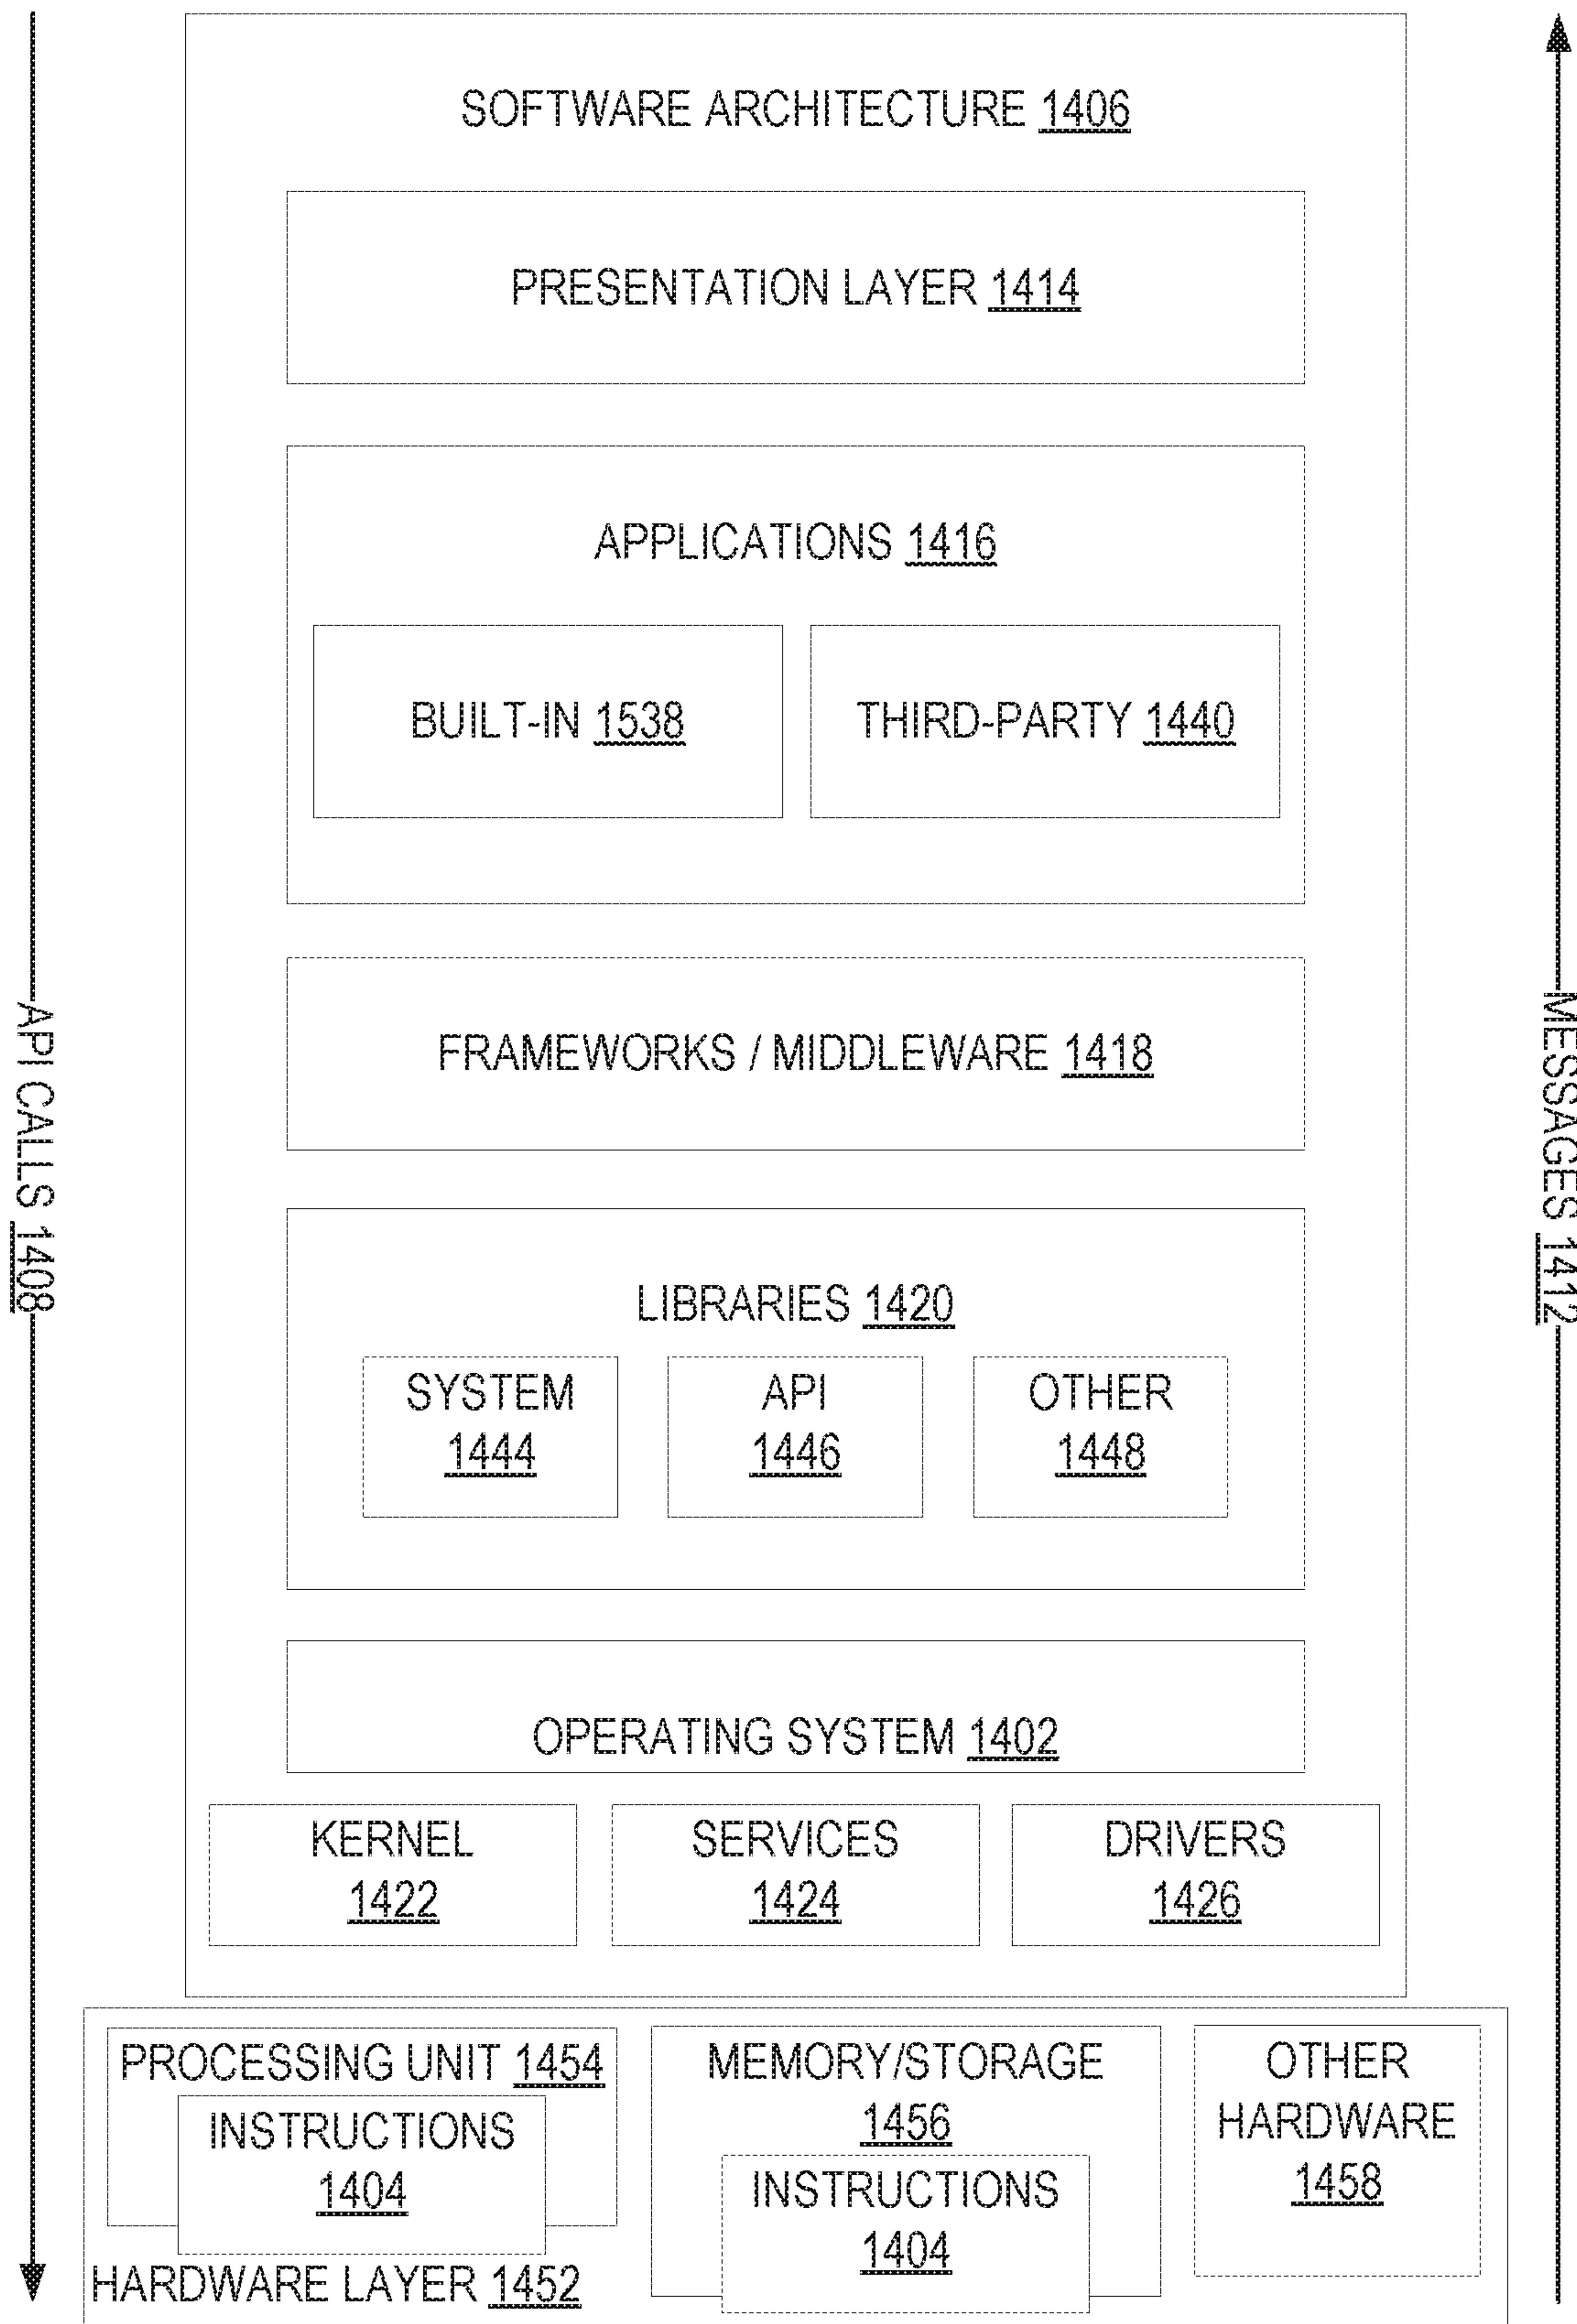 SOFTWARE ARCHITECTURE 1406
PRESENTATION LAYER 1414
APPLICATIONS 1416
BUILT-IN 1538
THIRD-PARTY 1440
FRAMEWORKS / MIDDLEWARE 1418
API CALLS 1408
MESSAGES 1412
LIBRARIES 1420
SYSTEM
1444
API
1446
OTHER
1448
OPERATING SYSTEM 1402
KERNEL
1422
SERVICES
1424
DRIVERS
1426
PROCESSING UNIT 1454
INSTRUCTIONS
1404
MEMORY/STORAGE
1456
INSTRUCTIONS
1404
OTHER
HARDWARE
1458
HARDWARE LAYER 1452